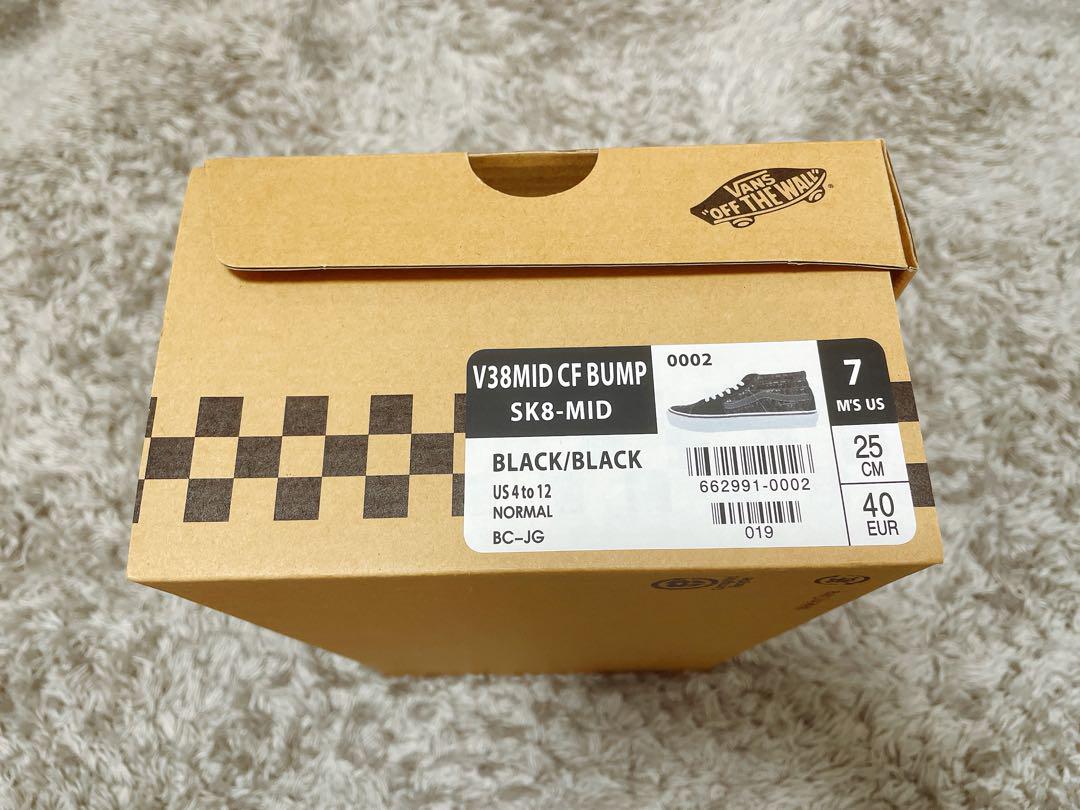 VANS
"OFF THE WALL"
V38MID CF BUMP
SK8-MID
0002
7
M'S US
BLACK/BLACK
US 4 to 12
NORMAL
BC-JG
662991-0002
019
25
CM
40
EUR